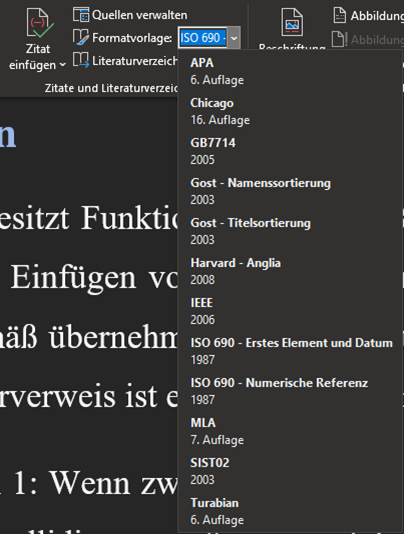 Zitat
einfügen
Quellen verwalten
Formatvorlage:
ISO 690 -
Literaturverzeich
Zitate und Literaturverzei
Beschriftung
Abbildung
Abbildung
APA
6. Auflage
Chicago
16. Auflage
GB7714
2005
Gost - Namenssortierung
2003
Gost - Titelsortierung
2003
Harvard - Anglia
2008
IEEE
2006
ISO 690 - Erstes Element und Datum
1987
ISO 690 - Numerische Referenz
1987
MLA
7. Auflage
SIST02
2003
Turabian
6. Auflage
n
esitzt Funktio
Einfügen vo
näß übernehm
rverweis ist e
1: Wenn zw